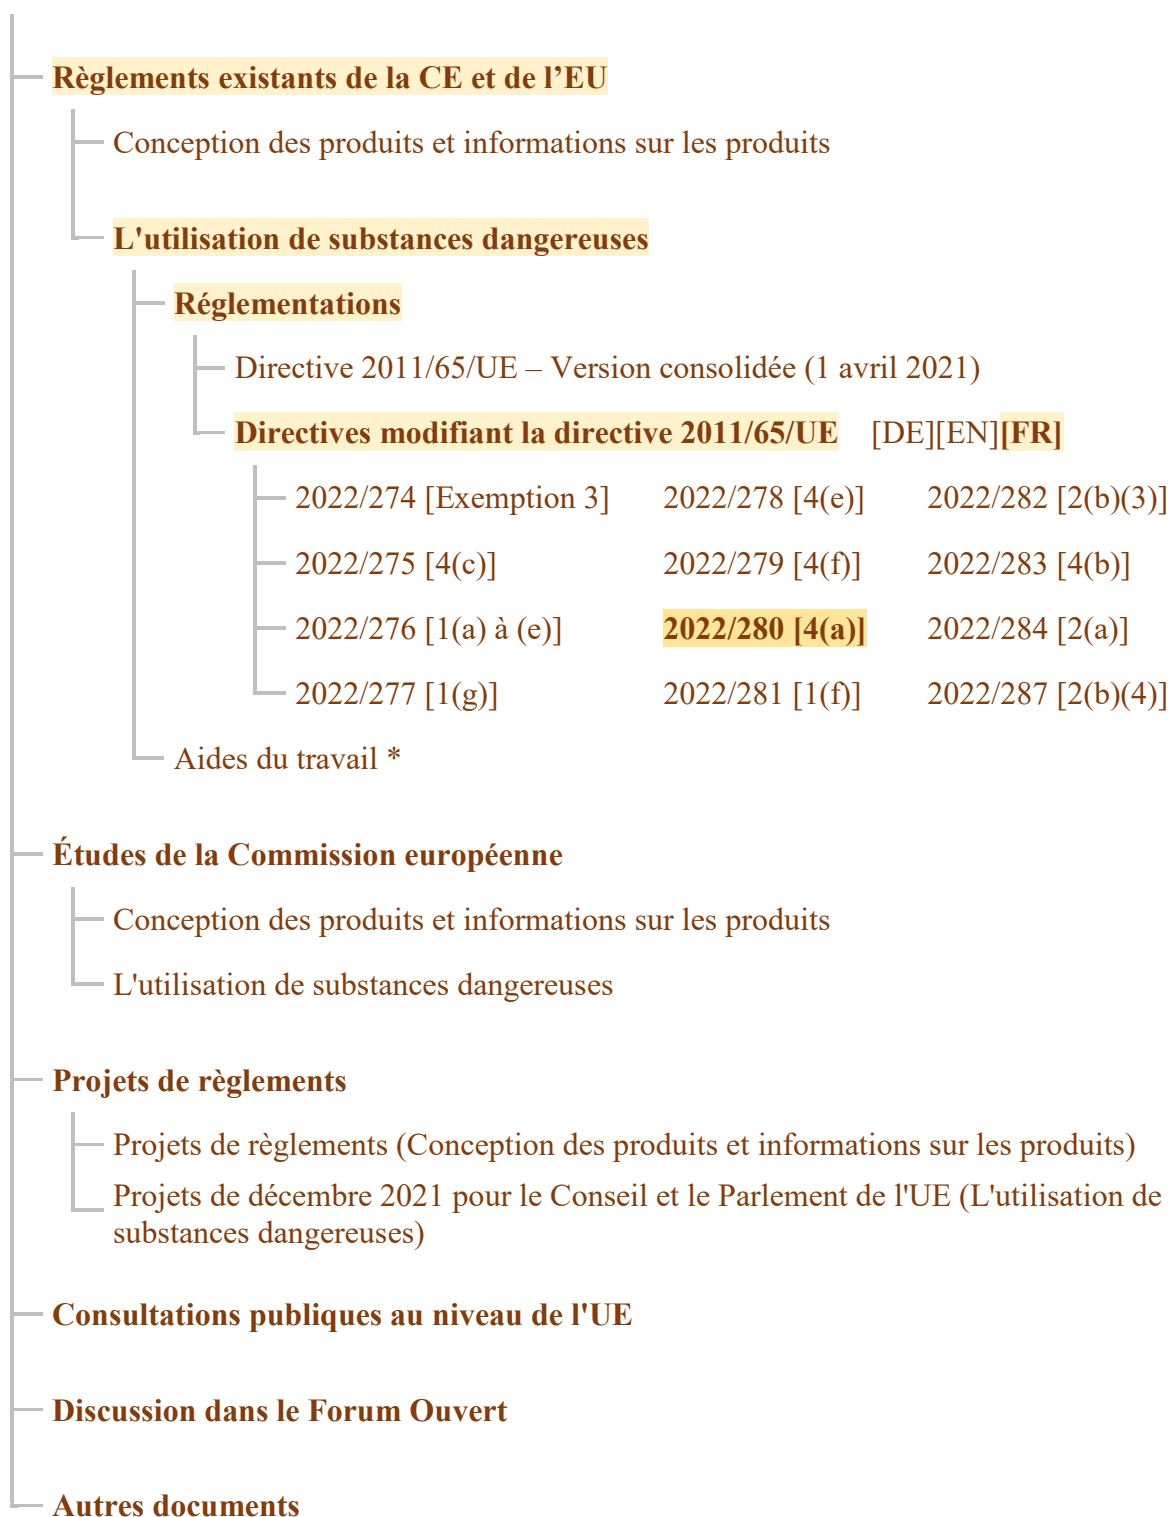 Règlements existants de la CE et de l’EU
Conception des produits et informations sur les produits
L'utilisation de substances dangereuses
Réglementations
Directive 2011/65/UE – Version consolidée (1 avril 2021)
Directives modifiant la directive 2011/65/UE [DE][EN][FR]
2022/274 [Exemption 3] 2022/278 [4(e)] 2022/282 [2(b)(3)]
2022/275 [4(c)] 2022/279 [4(f)] 2022/283 [4(b)]
2022/276 [1(a) à (e)] 2022/280 [4(a)] 2022/284 [2(a)]
2022/277 [1(g)] 2022/281 [1(f)] 2022/287 [2(b)(4)]
Aides du travail *
Études de la Commission européenne
Conception des produits et informations sur les produits
L'utilisation de substances dangereuses
Projets de règlements
Projets de règlements (Conception des produits et informations sur les produits)
Projets de décembre 2021 pour le Conseil et le Parlement de l'UE (L'utilisation de
substances dangereuses)
Consultations publiques au niveau de l'UE
Discussion dans le Forum Ouvert
Autres documents